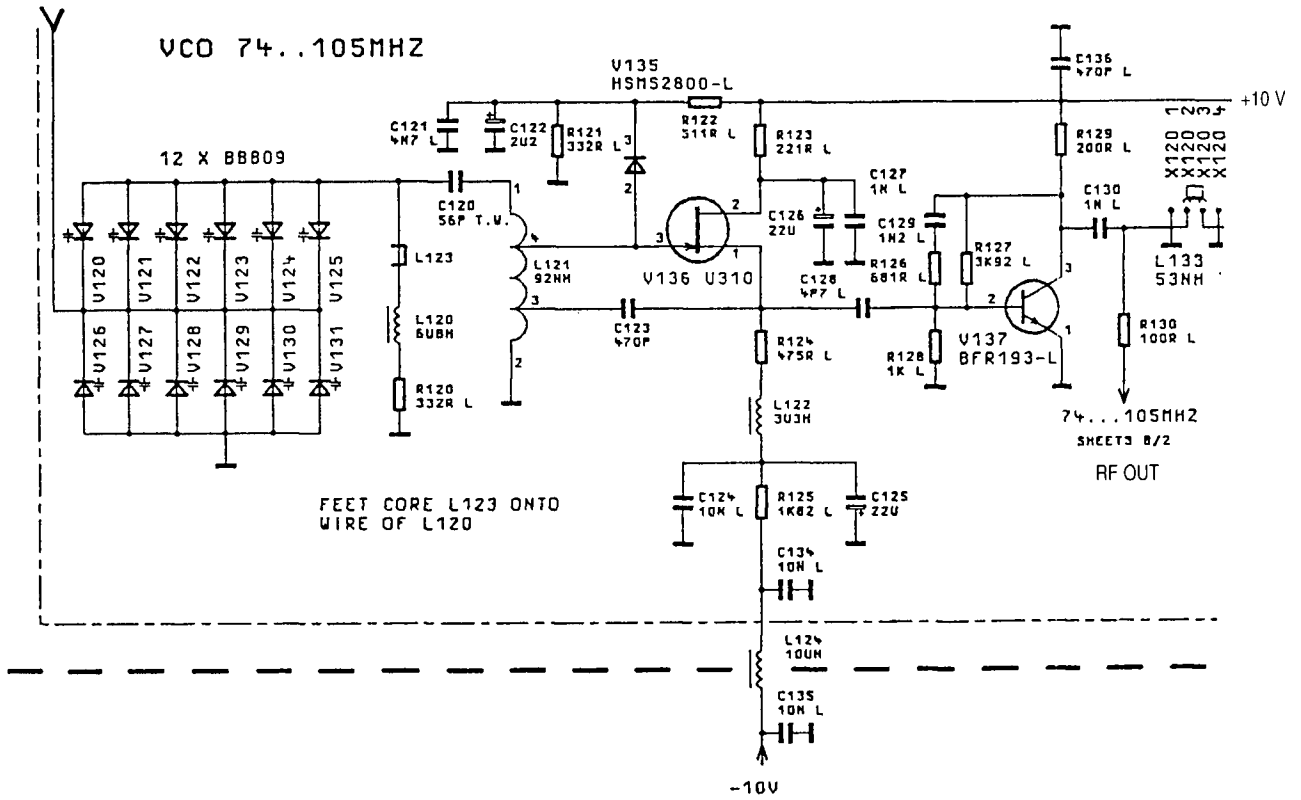 VCO 74..105MHZ
V135
HSMS2800-L
C136
470P L
+10 V
X120 1
X120 2
X120 3
X120 4
C121
4N7 L
C122
2U2
R121
332R L
R122
511R L
R123
221R L
R129
200R L
12 X BB809
3
2
1
C120
56P T.W.
C127
1N L
C130
1N L
C126
22U
C129
1N2 L
R127
3K92 L
L133
53NH
V120
V121
V122
V123
V124
V125
L123
4
L121
92NH
3
2
1
V136 U310
C128
4P7 L
R126
681R L
3
2
1
V137
BFR193-L
R130
100R L
V126
V127
V128
V129
V130
V131
L120
6U8H
3
C123
470P
R124
475R L
R128
1K L
R120
332R L
2
L122
3U3H
74...105MHZ
SHEETS 8/2
RF OUT
FEET CORE L123 ONTO
WIRE OF L120
C124
10N L
R125
1K82 L
C125
22U
C134
10N L
L124
10UH
C135
10N L
-10V